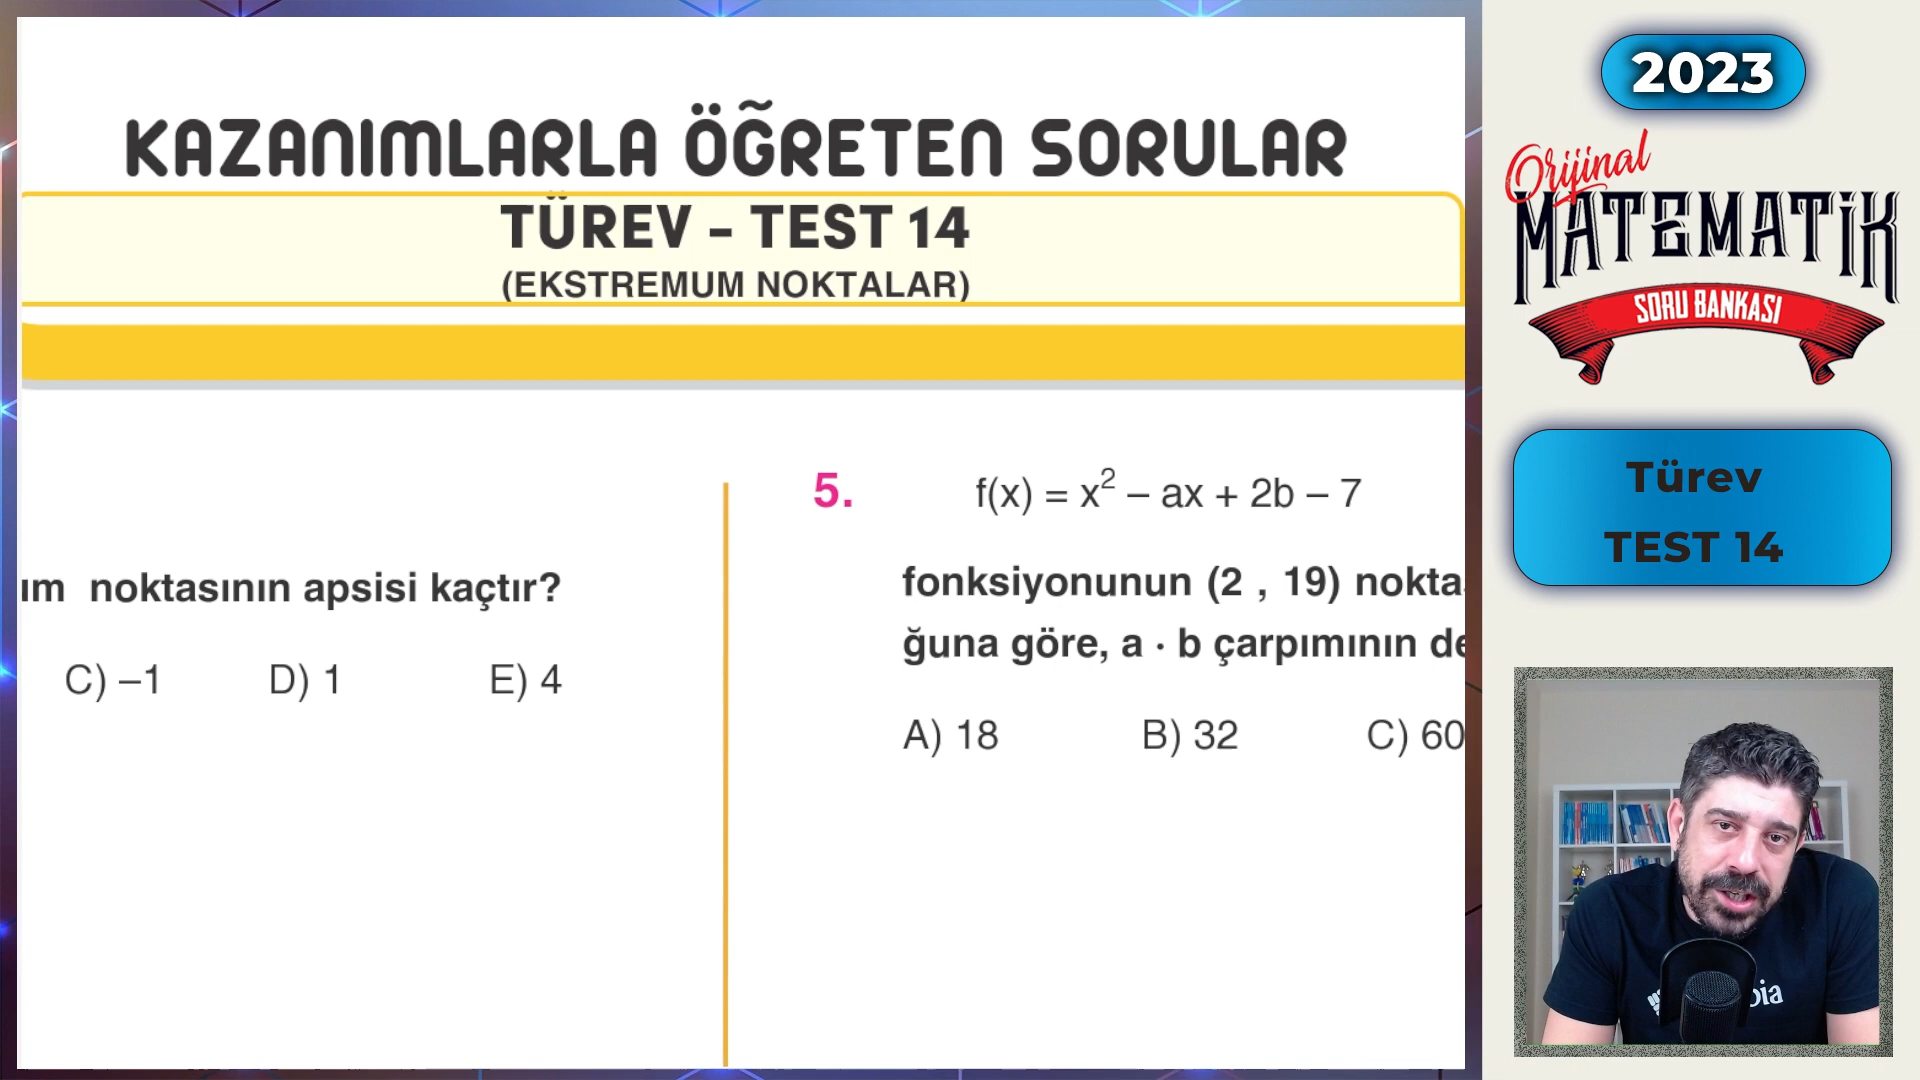 KAZANIMLARLA ÖĞRETEN SORULAR
TÜREV - TEST 14
(EKSTREMUM NOKTALAR)
noktasının apsisi kaçtır?
C) –1 D) 1 E) 4
5. f(x) = x² – ax + 2b – 7
fonksiyonunun (2 , 19) nokta
ğuna göre, a · b çarpımının de
A) 18 B) 32 C) 60
2023
Orijinal
MATEMATİK
SORU BANKASI
Türev
TEST 14